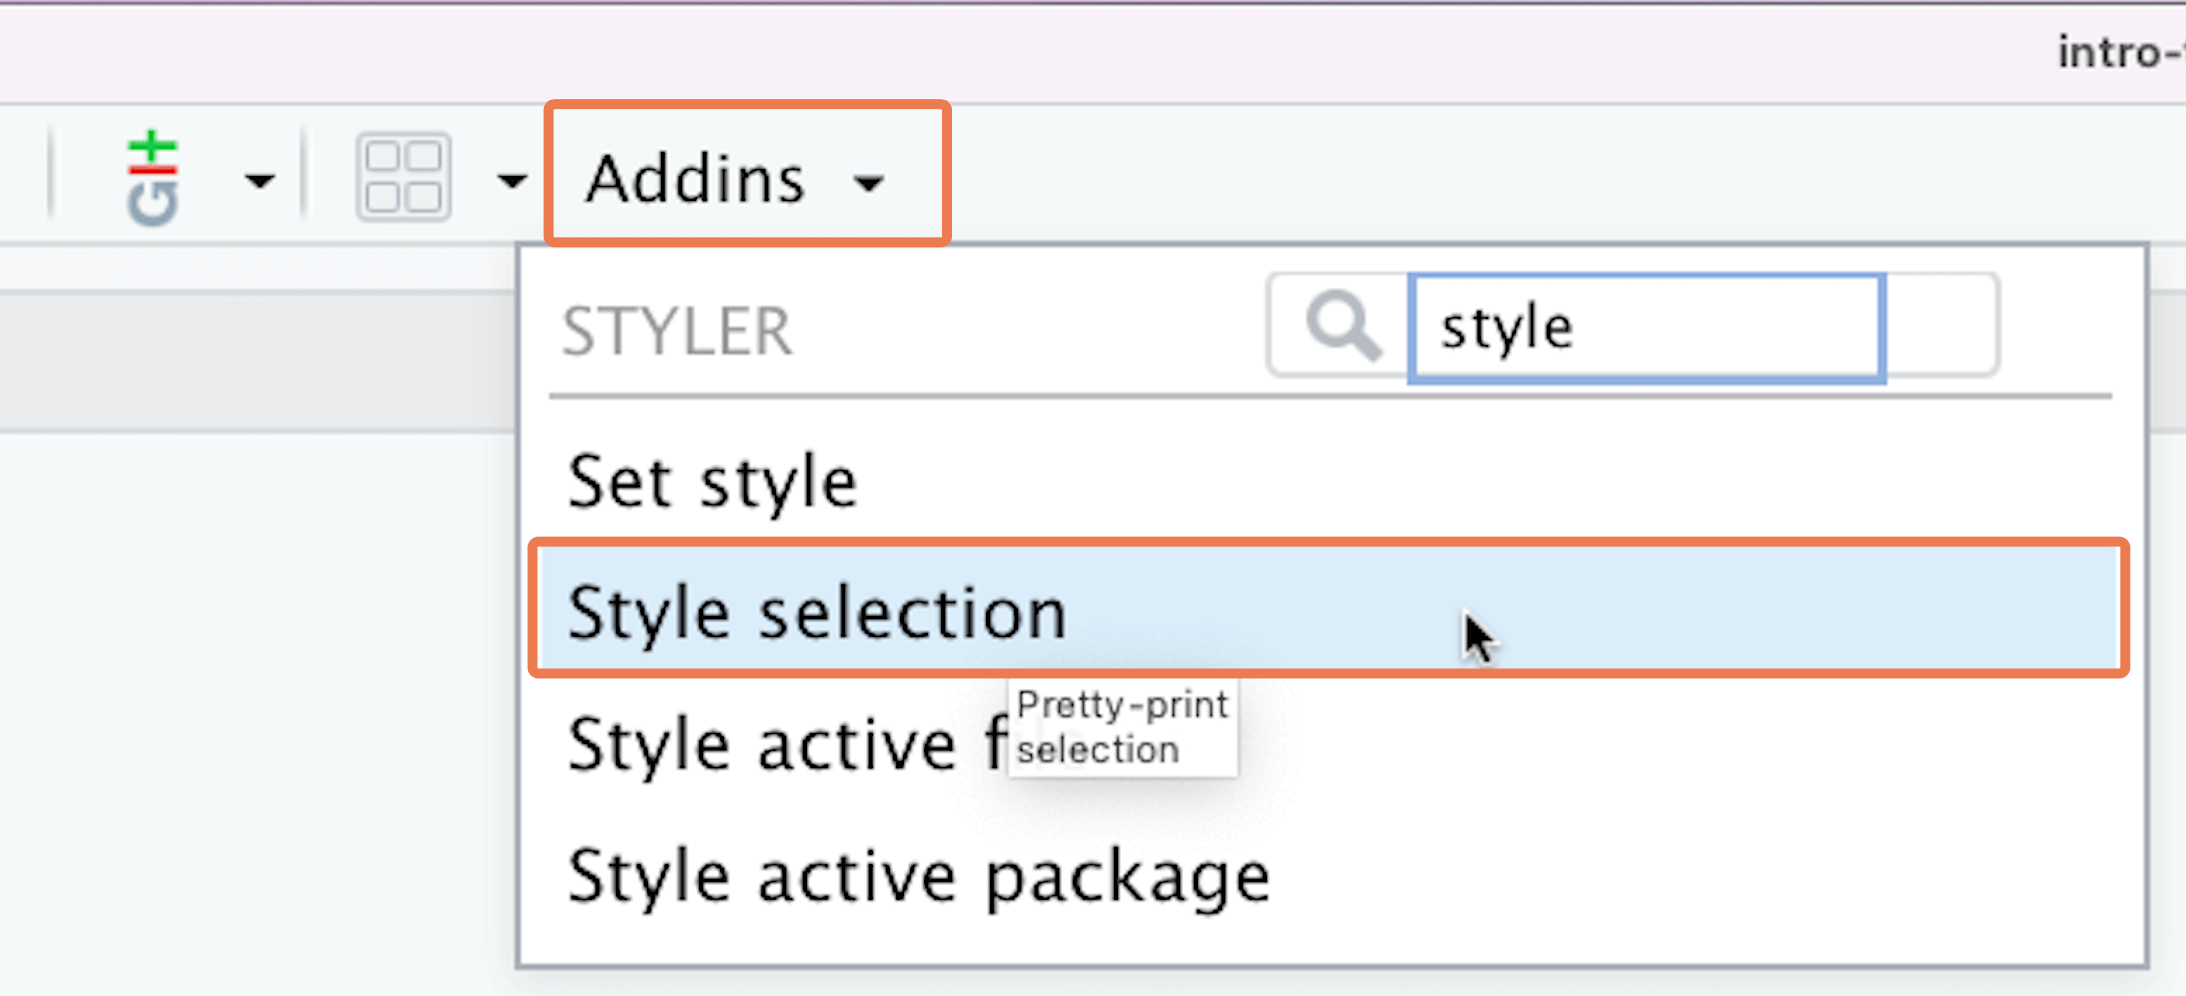 intro-
Addins
STYLER
style
Set style
Style selection
Pretty-print
selection
Style active
Style active package